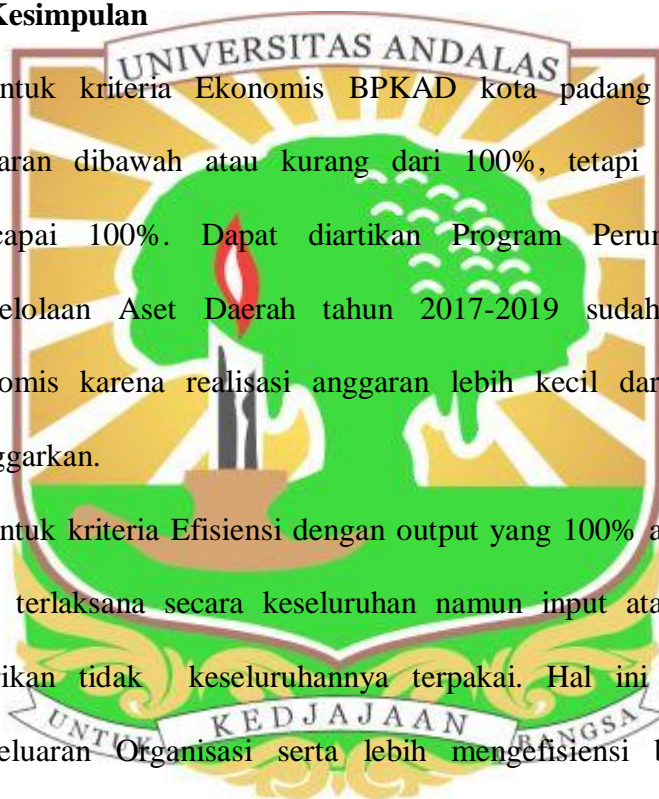 Kesimpulan
UNIVERSITAS ANDALAS
ntuk kriteria Ekonomis BPKAD kota padang
aran dibawah atau kurang dari 100%, tetapi
capai 100%. Dapat diartikan Program Perun
elolaan Aset Daerah tahun 2017-2019 sudah
omis karena realisasi anggaran lebih kecil dar
ggarkan.
ntuk kriteria Efisiensi dengan output yang 100% a
terlaksana secara keseluruhan namun input ata
rikan tidak keseluruhannya terpakai. Hal ini
UNTUK KEDJAJAAN BANGSA
eluaran Organisasi serta lebih mengefisiensi b